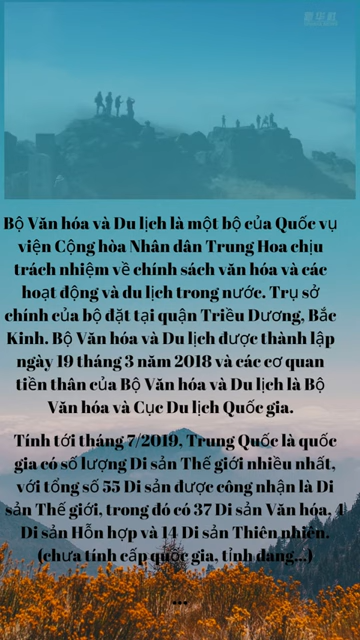 新华社
Bộ Văn hóa và Du lịch là một bộ của Quốc vụ
viện Cộng hòa Nhân dân Trung Hoa chịu
trách nhiệm về chính sách văn hóa và các
hoạt động và du lịch trong nước. Trụ sở
chính của bộ đặt tại quận Triều Dương, Bắc
Kinh. Bộ Văn hóa và Du lịch được thành lập
ngày 19 tháng 3 năm 2018 và các cơ quan
tiền thân của Bộ Văn hóa và Du lịch là Bộ
Văn hóa và Cục Du lịch Quốc gia.
Tính tới tháng 7/2019, Trung Quốc là quốc
gia có số lượng Di sản Thế giới nhiều nhất,
với tổng số 55 Di sản được công nhận là Di
sản Thế giới, trong đó có 37 Di sản Văn hóa, 4
Di sản Hỗn hợp và 14 Di sản Thiên nhiên.
(chưa tính cấp quốc gia, tỉnh đang...)
...